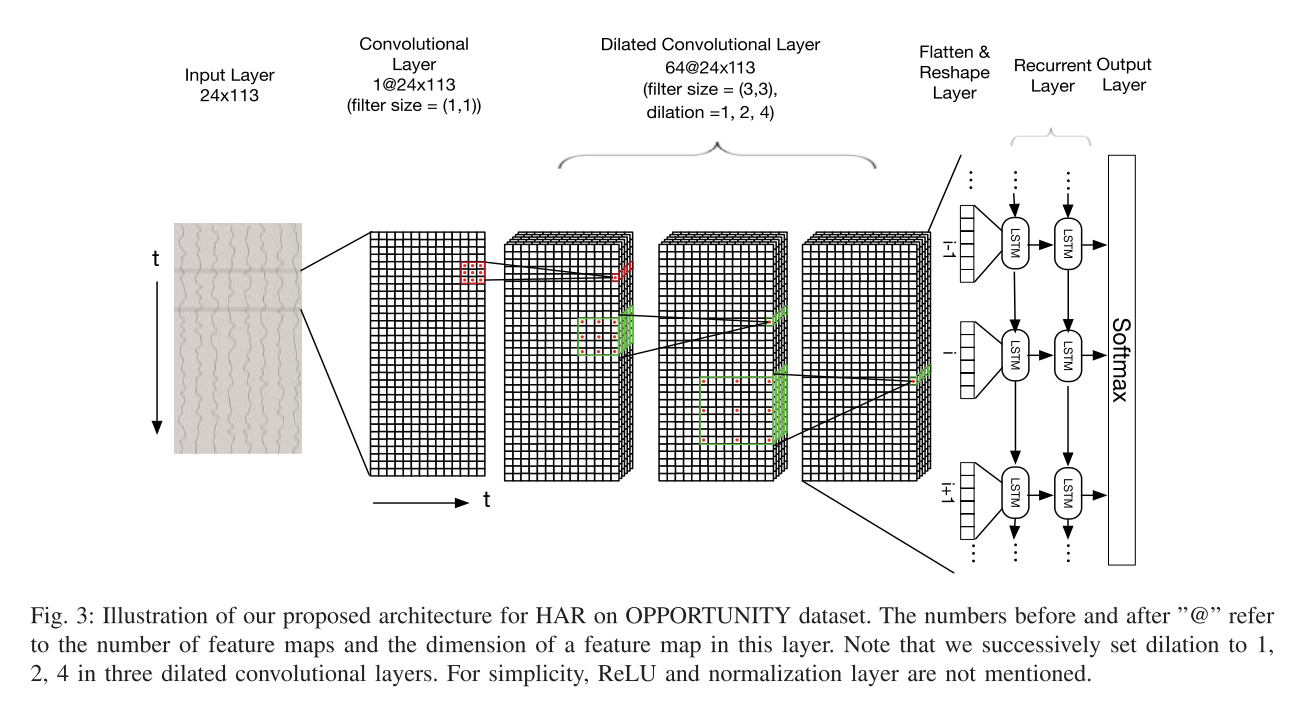 Input Layer
24x113
Convolutional
Layer
1@24x113
(filter size = (1,1))
Dilated Convolutional Layer
64@24x113
(filter size = (3,3),
dilation =1, 2, 4)
Flatten &
Reshape
Layer
Recurrent
Layer
Output
Layer
t
t
i-1
i
i+1
LSTM
LSTM
LSTM
LSTM
LSTM
LSTM
Softmax
Fig. 3: Illustration of our proposed architecture for HAR on OPPORTUNITY dataset. The numbers before and after ”@” refer
to the number of feature maps and the dimension of a feature map in this layer. Note that we successively set dilation to 1,
2, 4 in three dilated convolutional layers. For simplicity, ReLU and normalization layer are not mentioned.